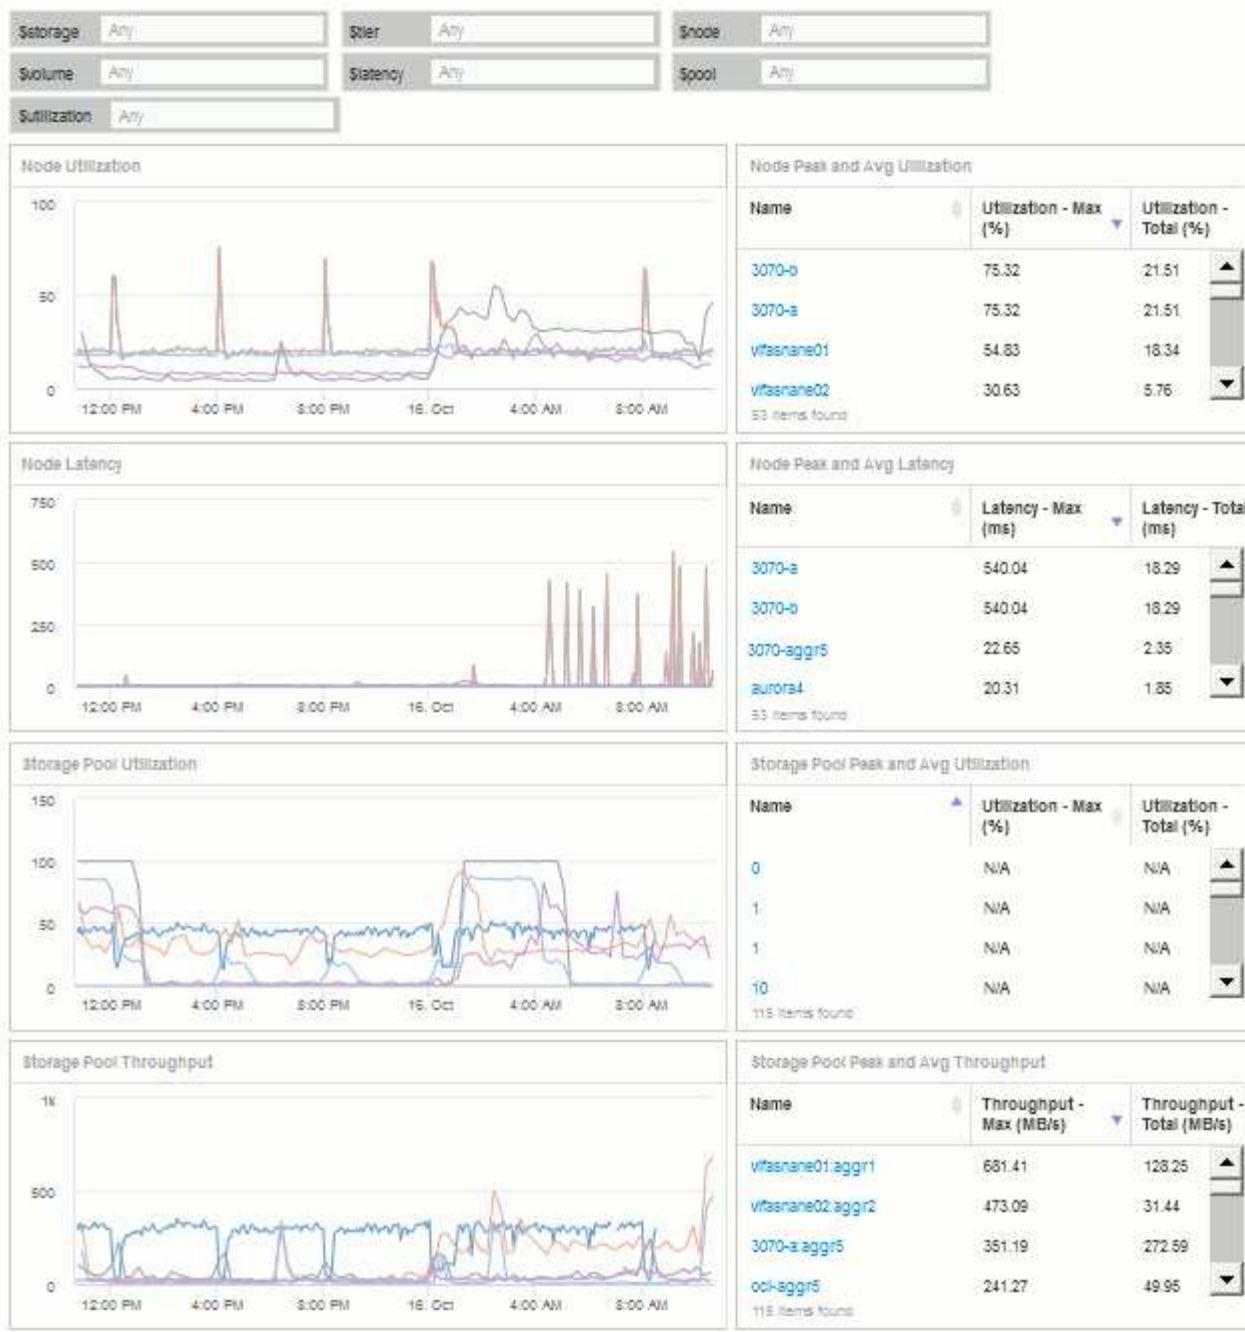 $storage Any $tier Any $node Any
$volume Any $latency Any $pool Any
$utilization Any
Node Utilization
100
50
0
12:00 PM 4:00 PM 8:00 PM 16. Oct 4:00 AM 8:00 AM
Node Peak and Avg Utilization
Name Utilization - Max (%) Utilization - Total (%)
3070-b 75.32 21.51
3070-a 75.32 21.51
vifasnane01 54.83 18.34
vifasnane02 30.63 5.76
53 items found
Node Latency
750
500
250
0
12:00 PM 4:00 PM 8:00 PM 16. Oct 4:00 AM 8:00 AM
Node Peak and Avg Latency
Name Latency - Max (ms) Latency - Total (ms)
3070-a 540.04 18.29
3070-b 540.04 18.29
3070-aggr5 22.65 2.35
aurora4 20.31 1.85
53 items found
Storage Pool Utilization
150
100
50
0
12:00 PM 4:00 PM 8:00 PM 16. Oct 4:00 AM 8:00 AM
Storage Pool Peak and Avg Utilization
Name Utilization - Max (%) Utilization - Total (%)
0 N/A N/A
1 N/A N/A
1 N/A N/A
10 N/A N/A
115 items found
Storage Pool Throughput
1k
500
0
12:00 PM 4:00 PM 8:00 PM 16. Oct 4:00 AM 8:00 AM
Storage Pool Peak and Avg Throughput
Name Throughput - Max (MB/s) Throughput - Total (MB/s)
vifasnane01:aggr1 681.41 128.25
vifasnane02:aggr2 473.09 31.44
3070-a:aggr5 351.19 272.59
oci-aggr5 241.27 49.95
115 items found